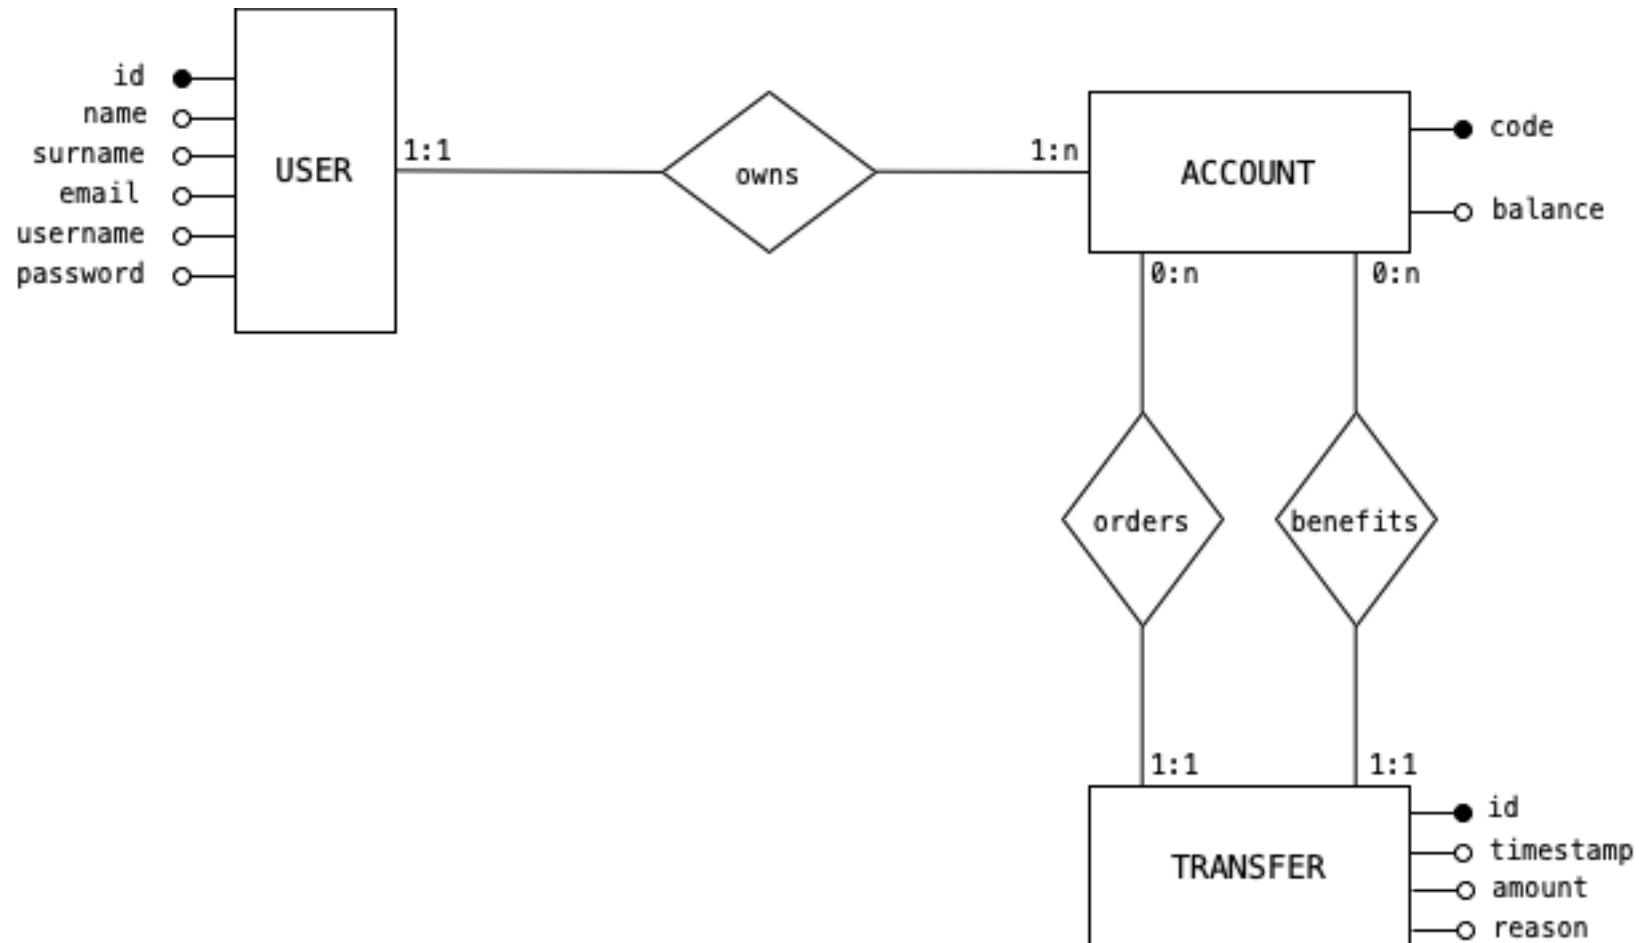 id
name
surname
email
username
password
USER
1:1
owns
1:n
ACCOUNT
code
balance
0:n
0:n
orders
benefits
1:1
1:1
TRANSFER
id
timestamp
amount
reason